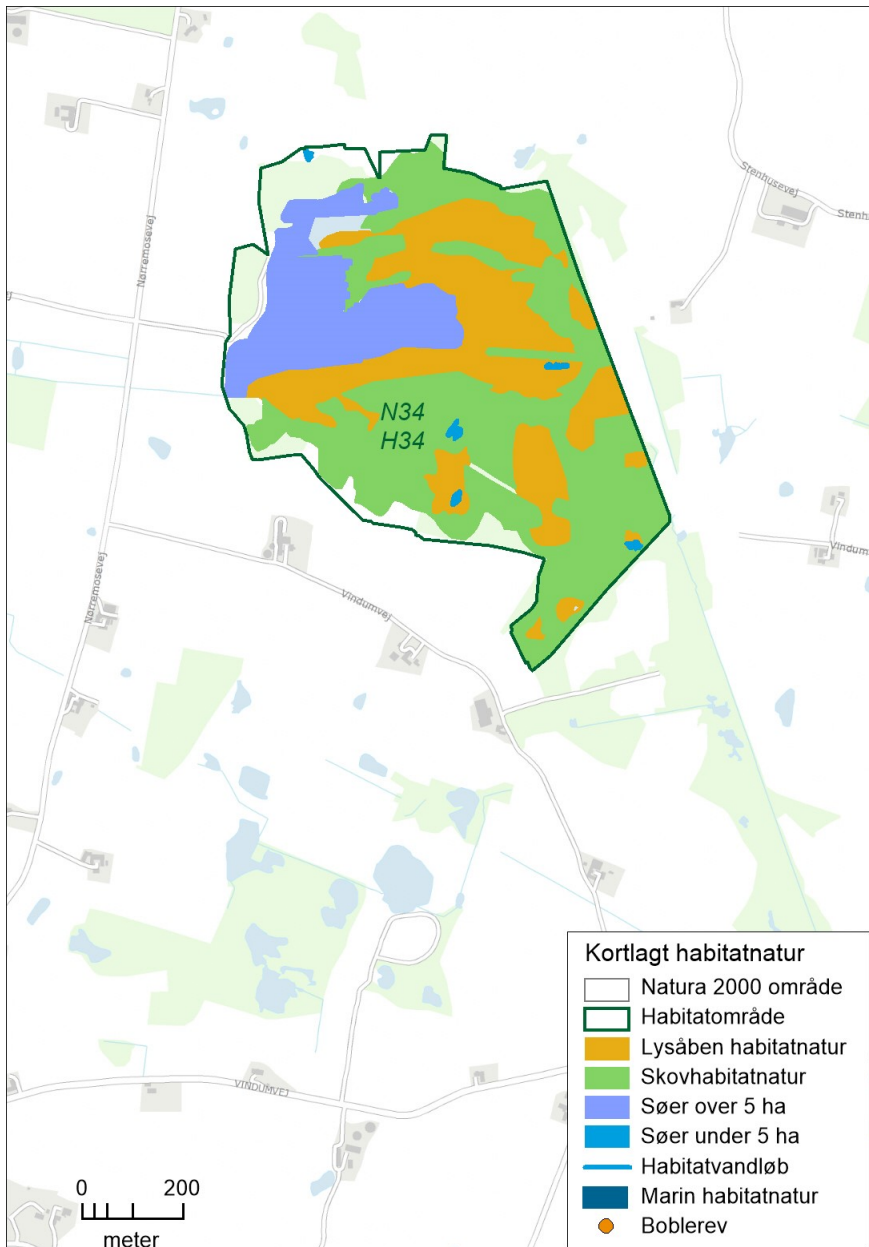 Stenhusevej
Stenh
Nørremosevej
ej
N34
H34
Vindumvej
Vindum
Nørremosevej
VINDUMVEJ
Kortlagt habitatnatur
Natura 2000 område
Habitatområde
Lysåben habitatnatur
Skovhabitatnatur
Søer over 5 ha
Søer under 5 ha
Habitatvandløb
Marin habitatnatur
Boblerev
0 200
meter